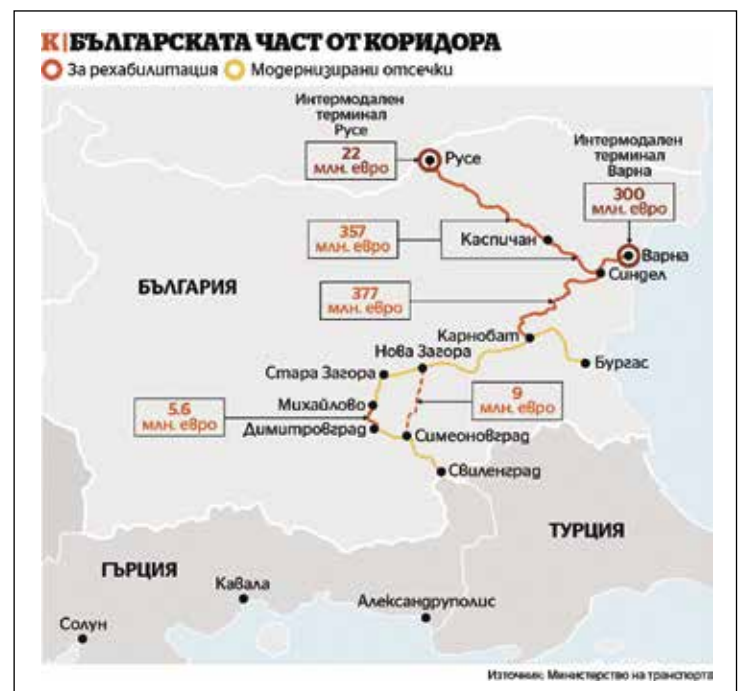 К|БЪЛГАРСКАТА ЧАСТ ОТ КОРИДОРА
За рехабилитация Модернизирани отсечки
Интермодален
терминал
Русе
22
млн. евро
Русе
Интермодален
терминал
Варна
300
млн. евро
357
млн. евро
Каспичан
Варна
Синдел
БЪЛГАРИЯ
377
млн. евро
Карнобат
Нова Загора
Бургас
Стара Загора
Михайлово
9
млн. евро
5.6
млн. евро
Димитровград
Симеоновград
Свиленград
ТУРЦИЯ
ГЪРЦИЯ
Кавала
Александруполис
Солун
Източник: Министерство на транспорта